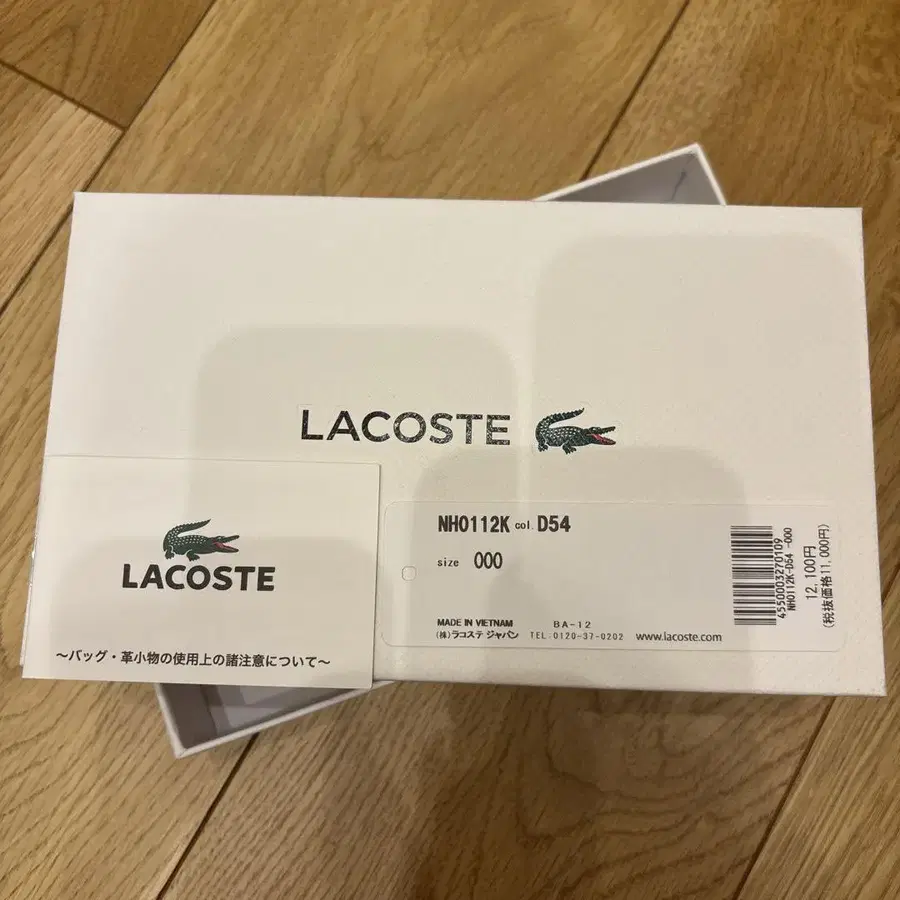 LACOSTE
LACOSTE
～バッグ・革小物の使用上の諸注意について～
NH0112K col. D54
size 000
MADE IN VIETNAM BA-12
(株)ラコステ ジャパン TEL.0120-37-0202 www.lacoste.com
4550003270109
NH0112K-D54 -000
12,100円
(税抜価格11,000円)